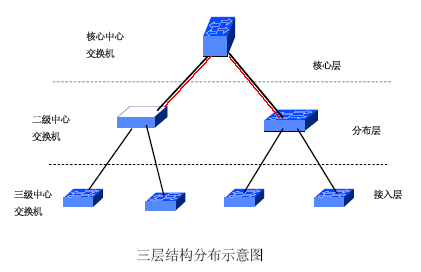 核心中心
交换机
核心层
二级中心
交换机
分布层
三级中心
交换机
接入层
三层结构分布示意图